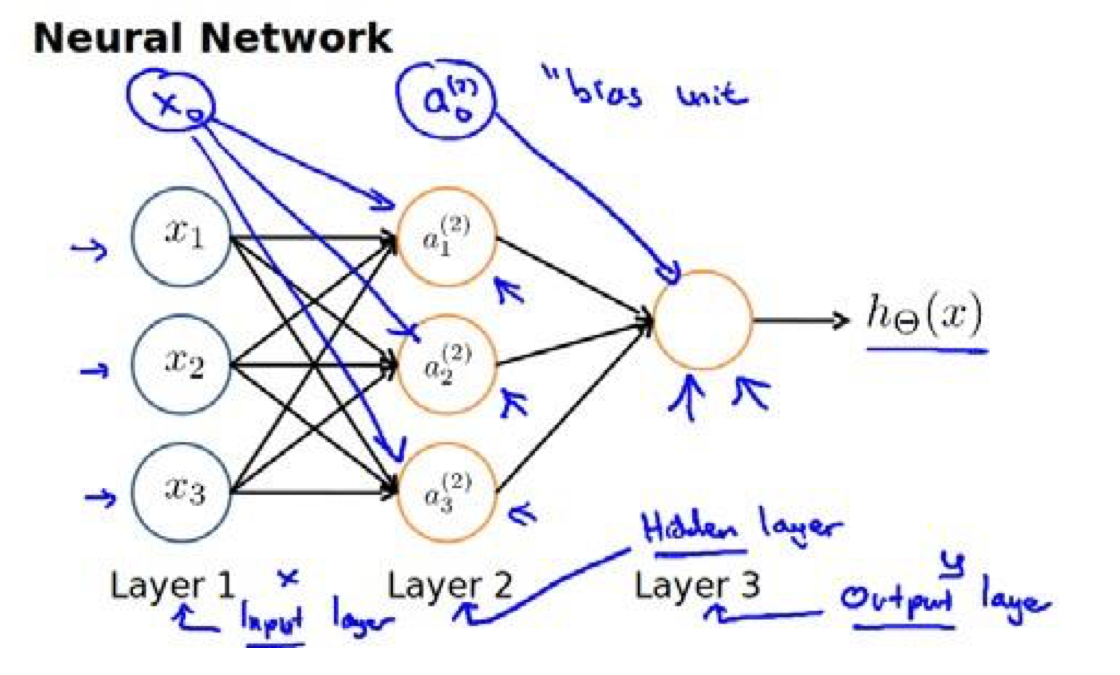 Neural Network
x₀ a₀⁽²⁾ "bias unit
x₁ a₁⁽²⁾
h_Θ(x)
x₂ a₂⁽²⁾
x₃ a₃⁽²⁾
Hidden layer
Layer 1 x Layer 2 Layer 3 y
Input layer Output layer